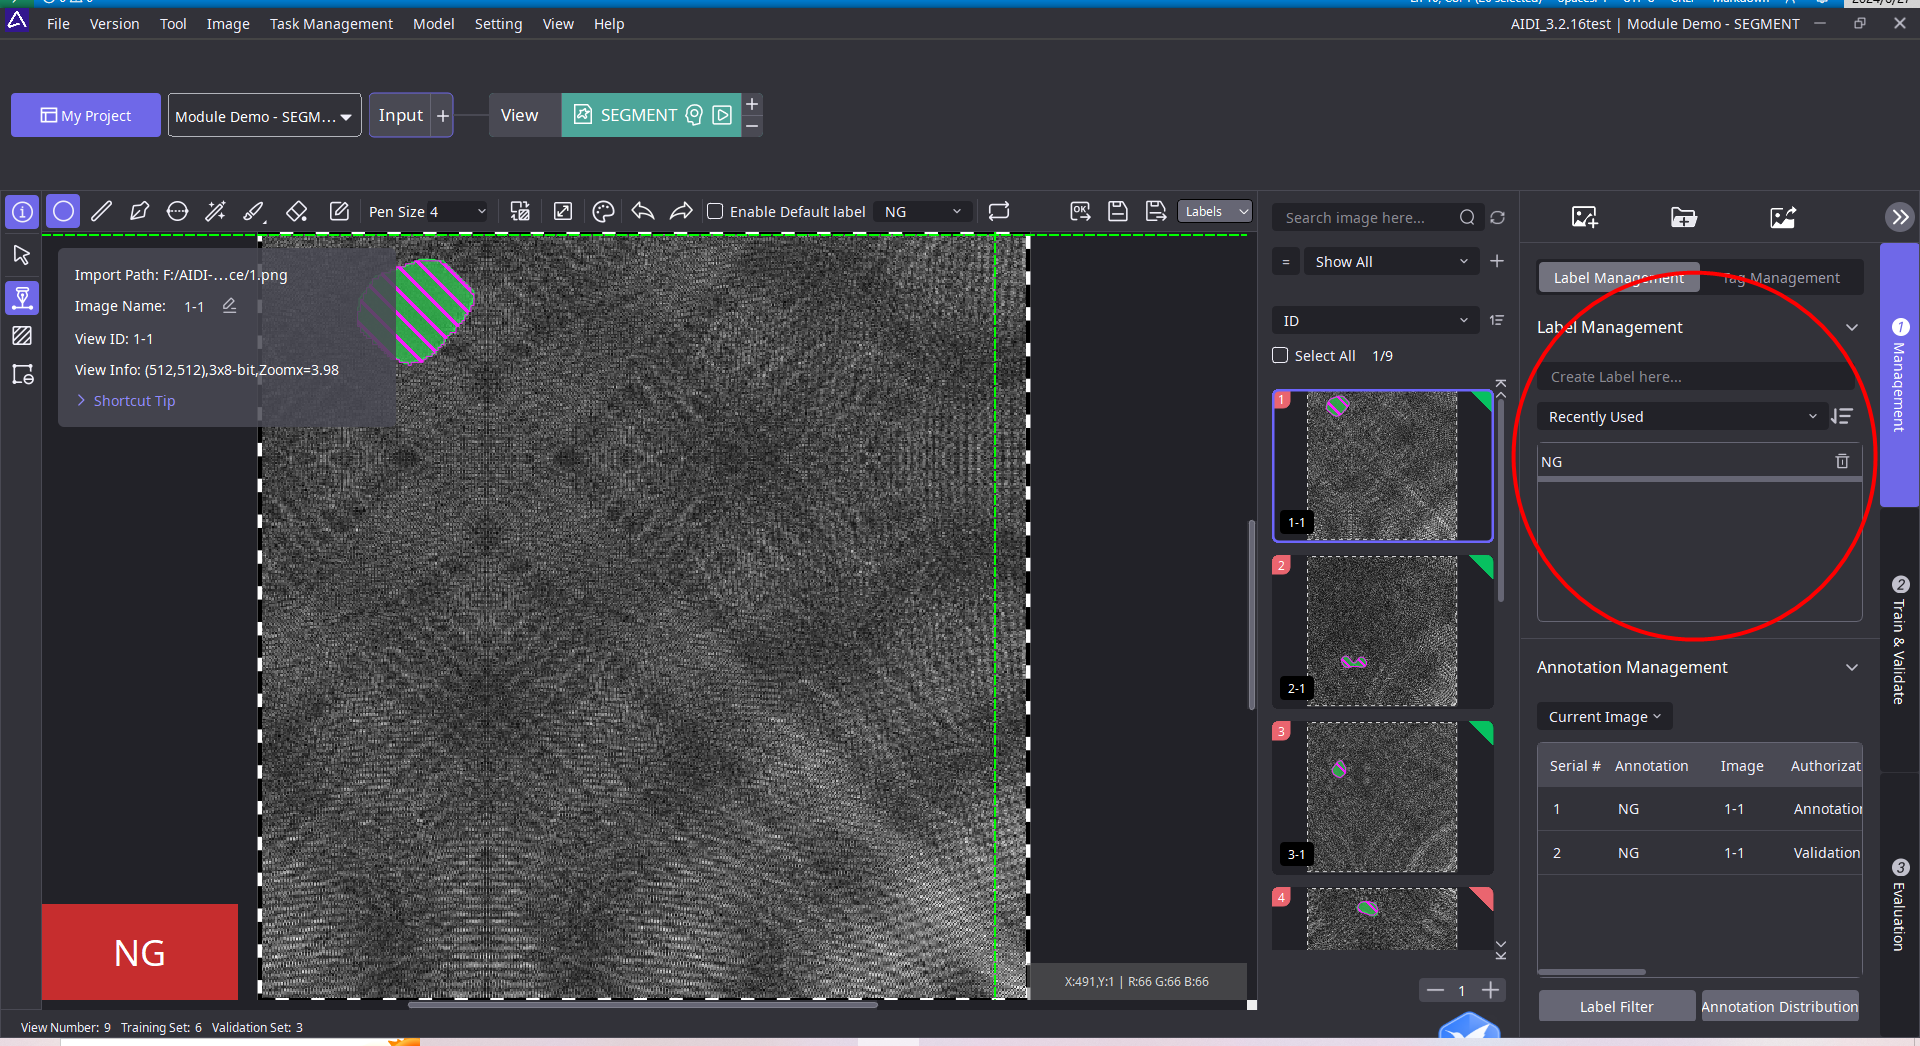 File Version Tool Image Task Management Model Setting View Help
AIDI_3.2.16test | Module Demo - SEGMENT
My Project
Module Demo - SEGM...
Input +
View
SEGMENT
Pen Size 4
Enable Default label
NG
OK
Labels
Import Path: F:/AIDI-...ce/1.png
Image Name: 1-1
View ID: 1-1
View Info: (512,512),3x8-bit,Zoomx=3.98
> Shortcut Tip
NG
X:491,Y:1 | R:66 G:66 B:66
View Number: 9 Training Set: 6 Validation Set: 3
Search image here...
= Show All +
ID
Select All 1/9
1
1-1
2
2-1
3
3-1
4
— 1 +
Label Management Tag Management
Label Management
Create Label here...
Recently Used
NG
Annotation Management
Current Image
Serial # Annotation Image Authorizat
1 NG 1-1 Annotation
2 NG 1-1 Validation
Label Filter Annotation Distribution
1 Management
2 Train & Validate
3 Evaluation